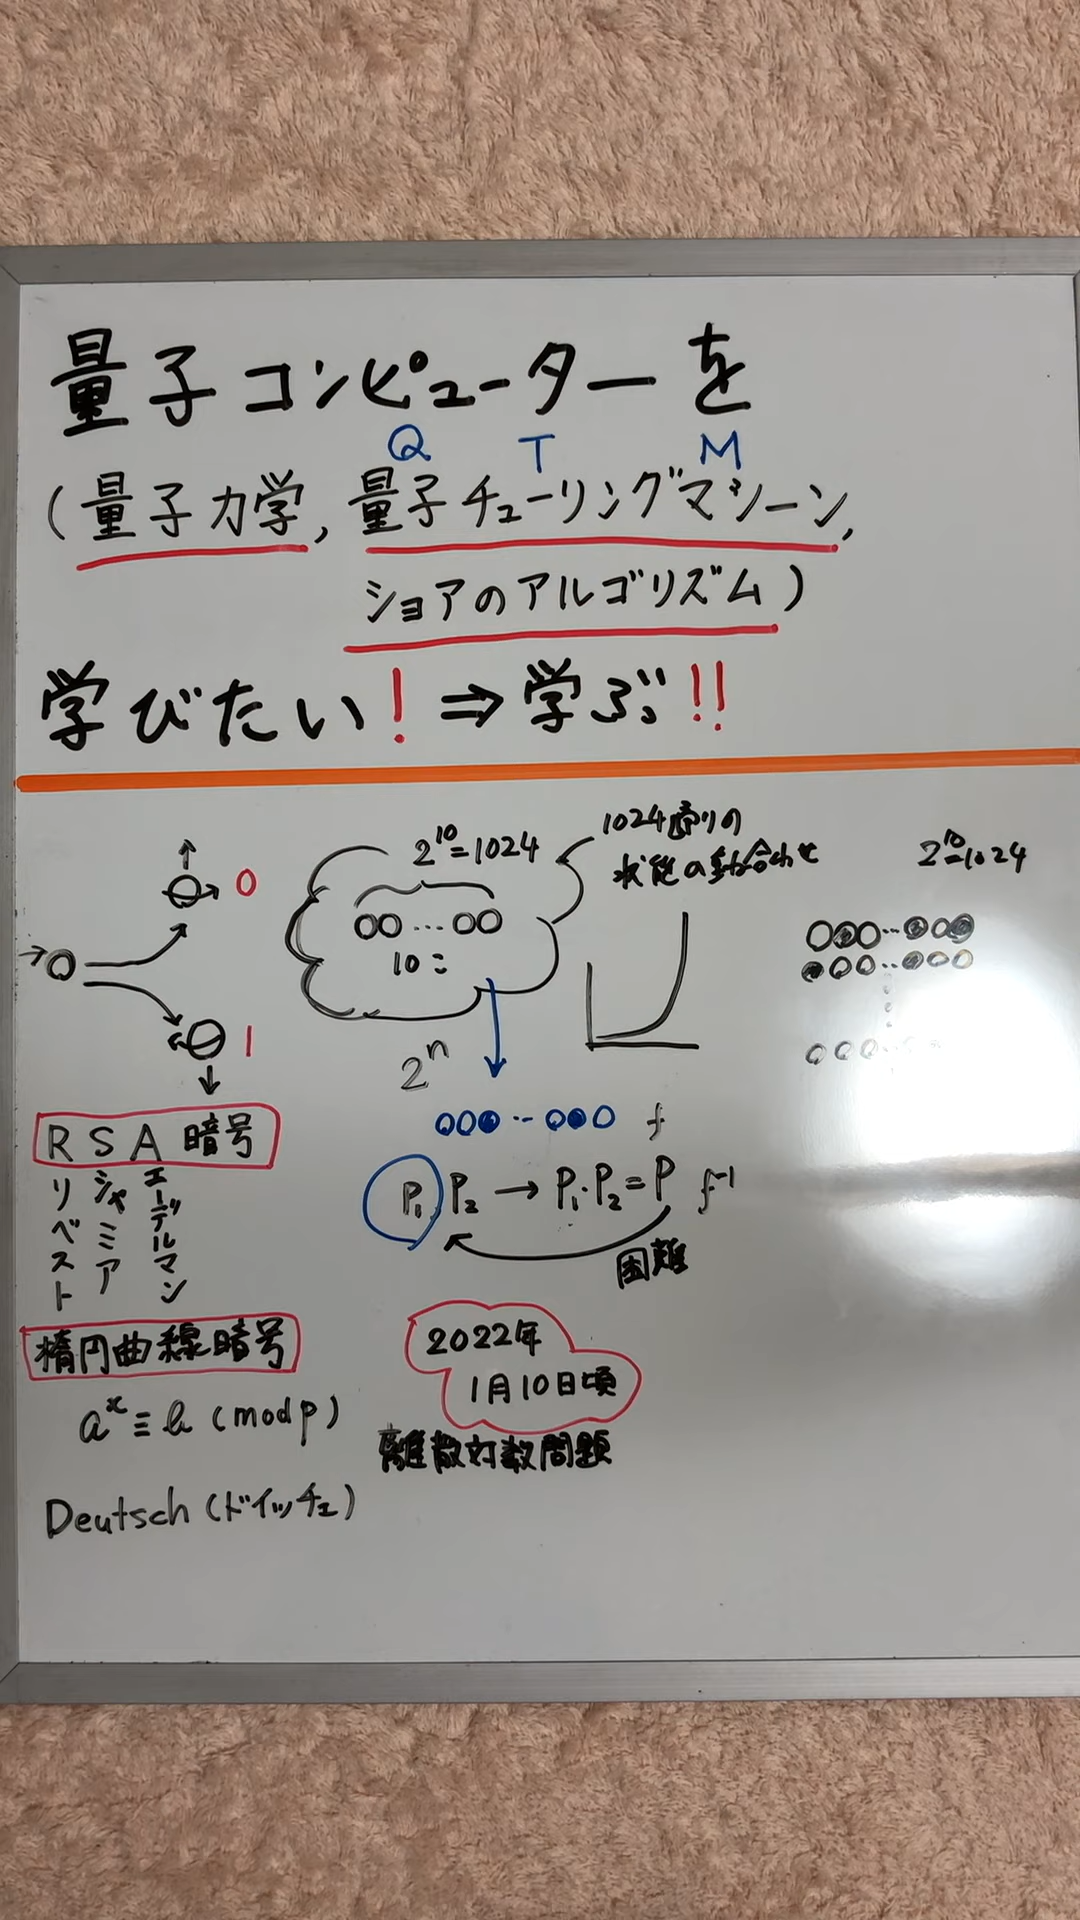 量子コンピューターを
Q T M
(量子力学, 量子チューリングマシーン,
ショアのアルゴリズム)
学びたい! ⇒ 学ぶ!!
0
1
2^10=1024
○○…○○
10コ
1024通りの
状態の重ね合わせ
2^10=1024
2^n
f
P₁ P₂ → P₁・P₂=P f⁻¹
困難
RSA 暗号
リベスト
シャミア
エーデルマン
楕円曲線暗号
2022年
1月10日頃
a^x≡b (mod p)
離散対数問題
Deutsch (ドイッチェ)